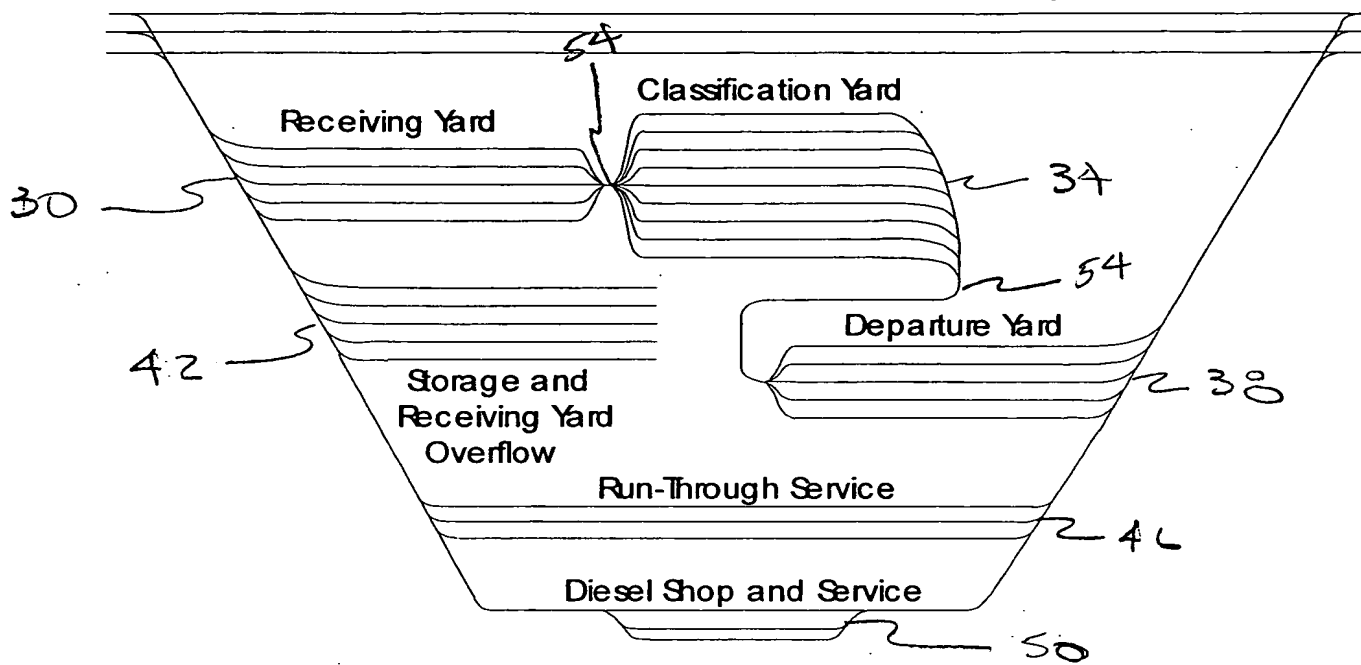 54
Classification Yard
Receiving Yard
34
30
54
Departure Yard
42
38
Storage and
Receiving Yard
Overflow
Run-Through Service
46
Diesel Shop and Service
50